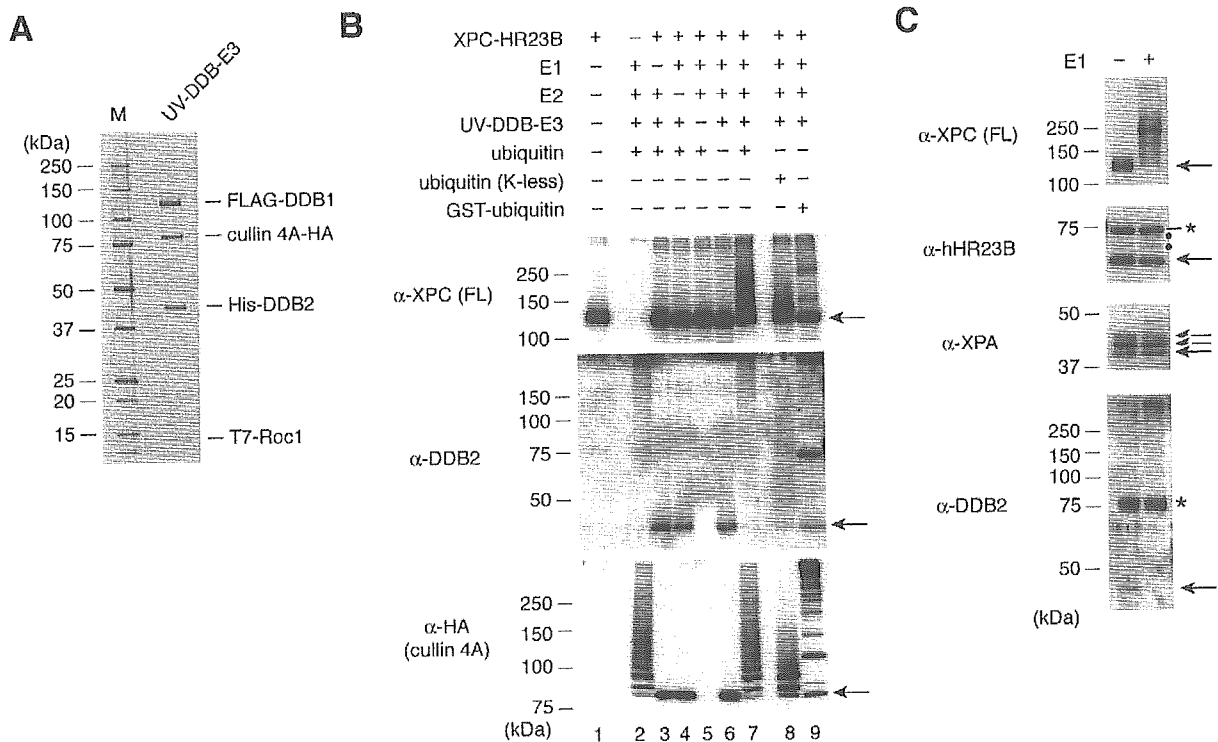 A
M
UV-DDB-E3
(kDa)
250
150
100
75
50
37
25
20
15
FLAG-DDB1
cullin 4A-HA
His-DDB2
T7-Roc1
B
XPC-HR23B + − + + + + + + +
E1 − + − + + + + + +
E2 − + + − + + + + +
UV-DDB-E3 − + + + − + + + +
ubiquitin − + + + + − + − −
ubiquitin (K-less) − − − − − − − + −
GST-ubiquitin − − − − − − − − +
α-XPC (FL)
250
150
100
α-DDB2
150
100
75
50
α-HA
(cullin 4A)
250
150
100
75
(kDa) 1 2 3 4 5 6 7 8 9
C
E1 − +
α-XPC (FL)
250
150
100
α-hHR23B
75
*
α-XPA
50
37
α-DDB2
250
150
100
75
*
50
(kDa)